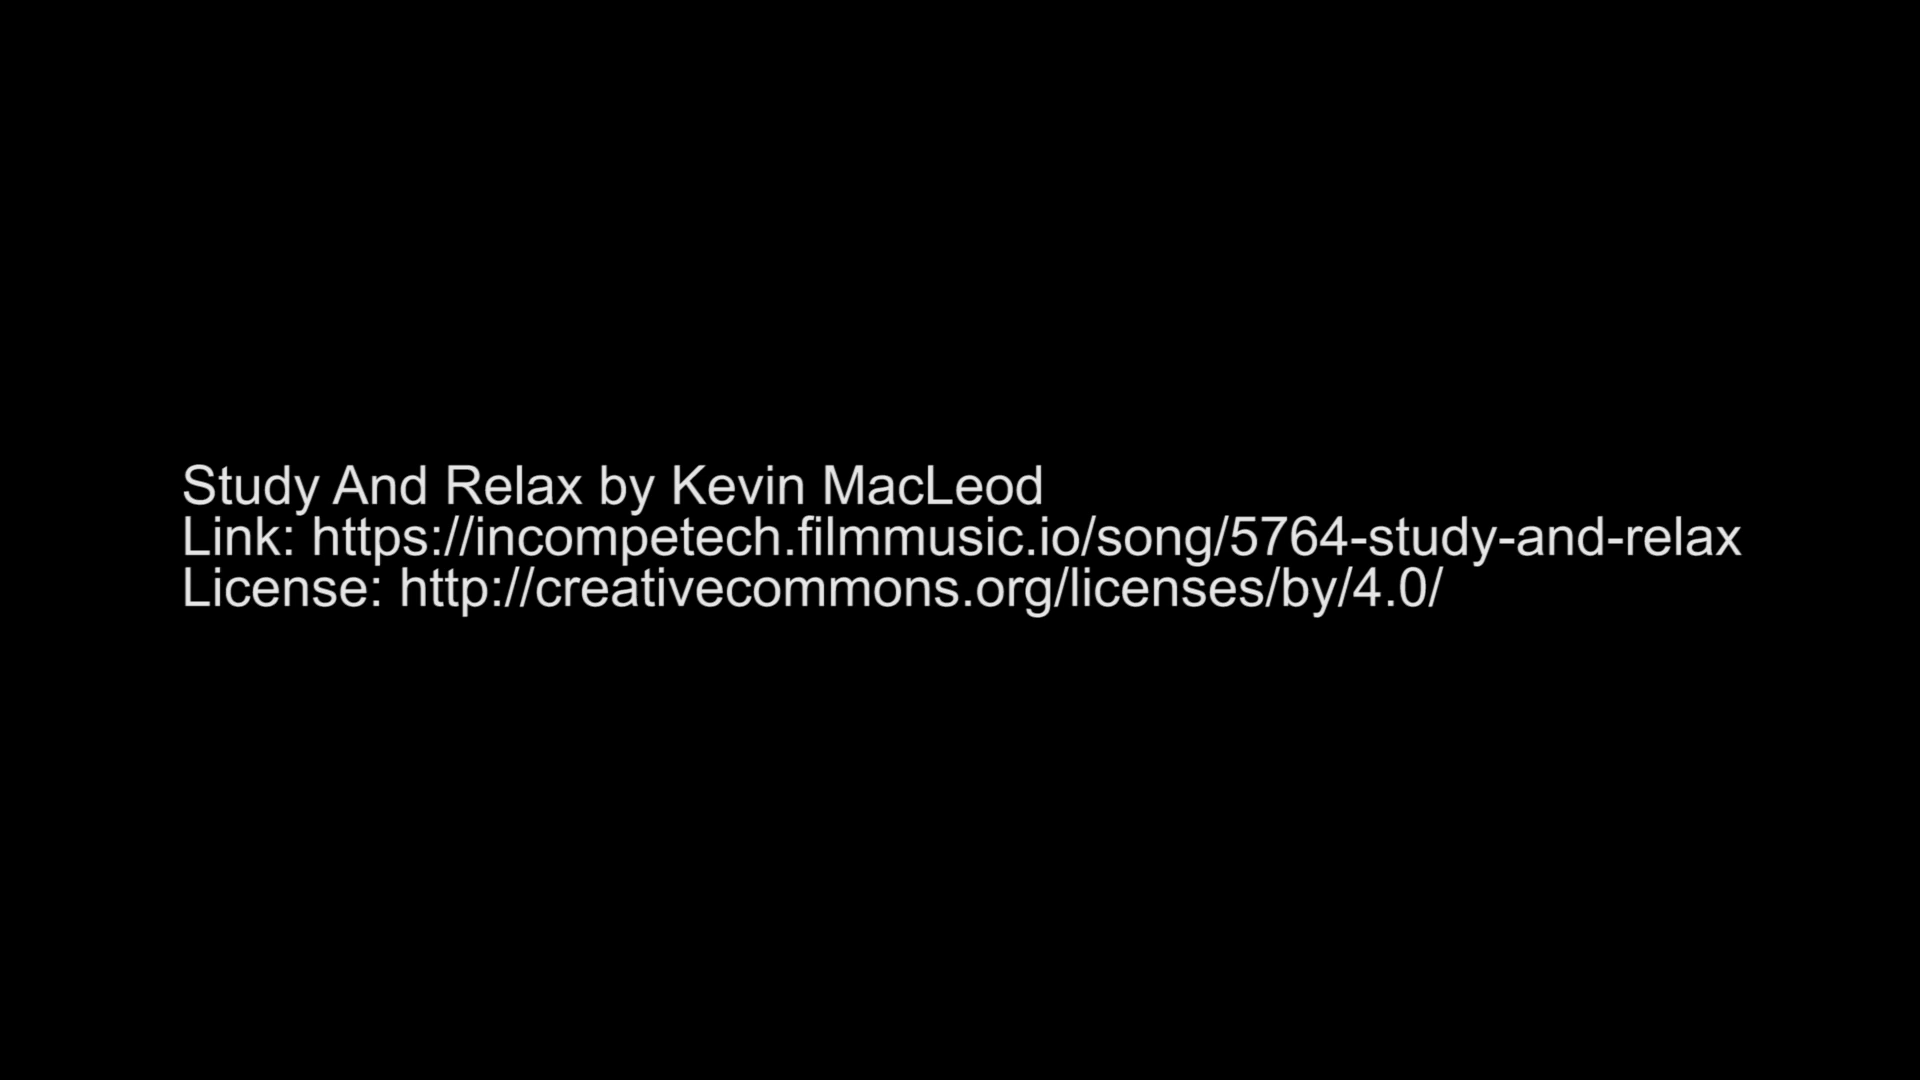 Study And Relax by Kevin MacLeod
Link: https://incompetech.filmmusic.io/song/5764-study-and-relax
License: http://creativecommons.org/licenses/by/4.0/